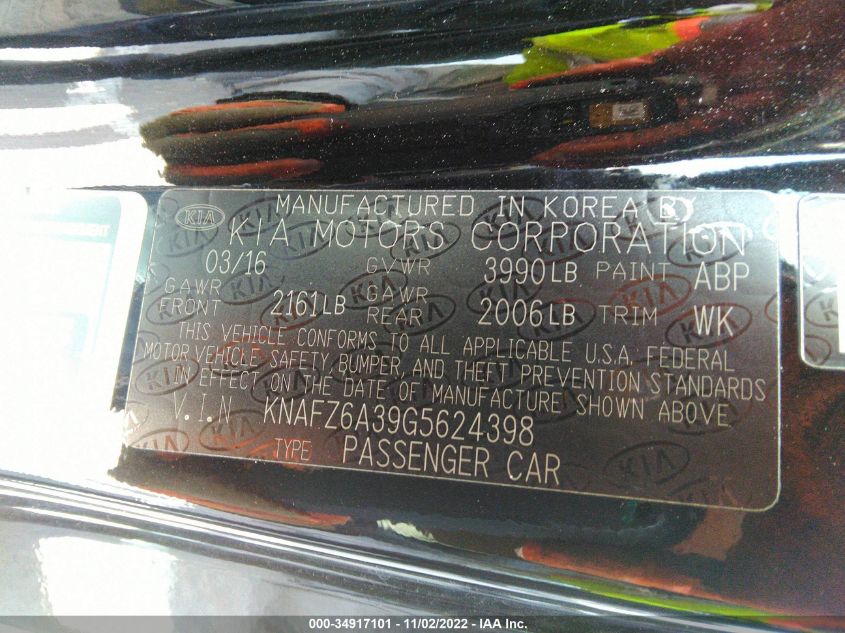 KIA
MANUFACTURED IN KOREA (B)
KIA MOTORS CORPORATION
03/16 GVWR 3990LB PAINT ABP
GAWR FRONT 2161LB GAWR REAR 2006LB TRIM WK
THIS VEHICLE CONFORMS TO ALL APPLICABLE U.S.A. FEDERAL
MOTOR VEHICLE SAFETY BUMPER, AND THEFT PREVENTION STANDARDS
IN EFFECT ON THE DATE OF MANUFACTURE SHOWN ABOVE
V.I.N KNAFZ6A39G5624398
TYPE PASSENGER CAR
000-34917101 - 11/02/2022 - IAA Inc.